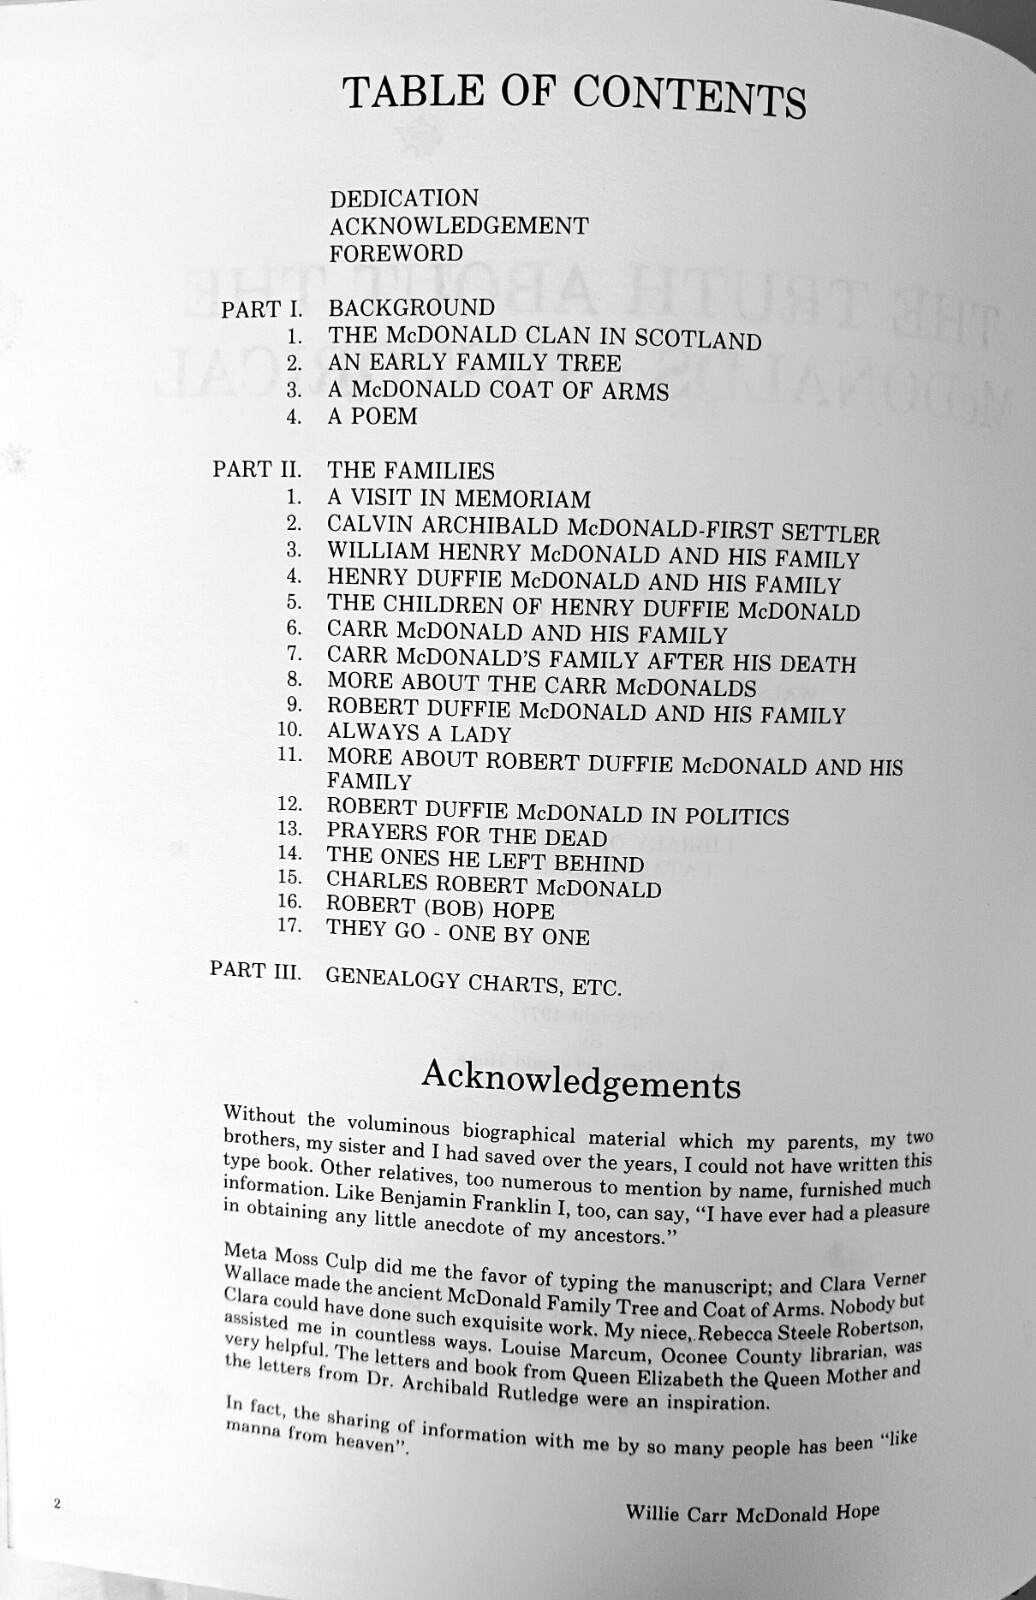 TABLE OF CONTENTS
DEDICATION
ACKNOWLEDGEMENT
FOREWORD
PART I. BACKGROUND
1. THE McDONALD CLAN IN SCOTLAND
2. AN EARLY FAMILY TREE
3. A McDONALD COAT OF ARMS
4. A POEM
PART II. THE FAMILIES
1. A VISIT IN MEMORIAM
2. CALVIN ARCHIBALD McDONALD-FIRST SETTLER
3. WILLIAM HENRY McDONALD AND HIS FAMILY
4. HENRY DUFFIE McDONALD AND HIS FAMILY
5. THE CHILDREN OF HENRY DUFFIE McDONALD
6. CARR McDONALD AND HIS FAMILY
7. CARR McDONALD'S FAMILY AFTER HIS DEATH
8. MORE ABOUT THE CARR McDONALDS
9. ROBERT DUFFIE McDONALD AND HIS FAMILY
10. ALWAYS A LADY
11. MORE ABOUT ROBERT DUFFIE McDONALD AND HIS
FAMILY
12. ROBERT DUFFIE McDONALD IN POLITICS
13. PRAYERS FOR THE DEAD
14. THE ONES HE LEFT BEHIND
15. CHARLES ROBERT McDONALD
16. ROBERT (BOB) HOPE
17. THEY GO - ONE BY ONE
PART III. GENEALOGY CHARTS, ETC.
Acknowledgements
Without the voluminous biographical material which my parents, my two
brothers, my sister and I had saved over the years, I could not have written this
type book. Other relatives, too numerous to mention by name, furnished much
information. Like Benjamin Franklin I, too, can say, "I have ever had a pleasure
in obtaining any little anecdote of my ancestors."
Meta Moss Culp did me the favor of typing the manuscript; and Clara Verner
Wallace made the ancient McDonald Family Tree and Coat of Arms. Nobody but
Clara could have done such exquisite work. My niece, Rebecca Steele Robertson,
assisted me in countless ways. Louise Marcum, Oconee County librarian, was
very helpful. The letters and book from Queen Elizabeth the Queen Mother and
the letters from Dr. Archibald Rutledge were an inspiration.
In fact, the sharing of information with me by so many people has been "like
manna from heaven".
Willie Carr McDonald Hope
2